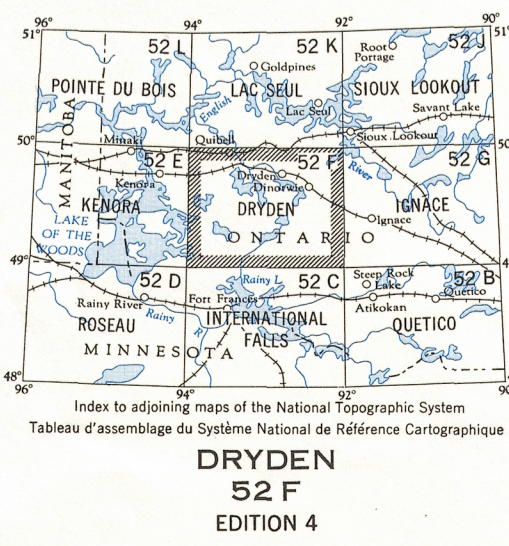 96°
94°
92°
90°
51°
51°
52 L
52 K
52 J
Goldpines
Root
Portage
POINTE DU BOIS
LAC SEUL
SIOUX LOOKOUT
English
Lac Seul
Savant Lake
MANITOBA
Minaki
Quibell
Sioux Lookout
50°
50°
52 E
52 F
52 G
River
Kenora
Dryden
Dinorwic
KENORA
DRYDEN
IGNACE
LAKE
OF THE
WOODS
Ignace
ONTARIO
49°
49°
52 D
52 C
52 B
Rainy L
Steep Rock
Lake
Quetico
Rainy River
Fort Frances
Atikokan
Rainy
R
ROSEAU
INTERNATIONAL
FALLS
QUETICO
MINNESOTA
48°
48°
96°
94°
92°
90
Index to adjoining maps of the National Topographic System
Tableau d'assemblage du Système National de Référence Cartographique
DRYDEN
52 F
EDITION 4